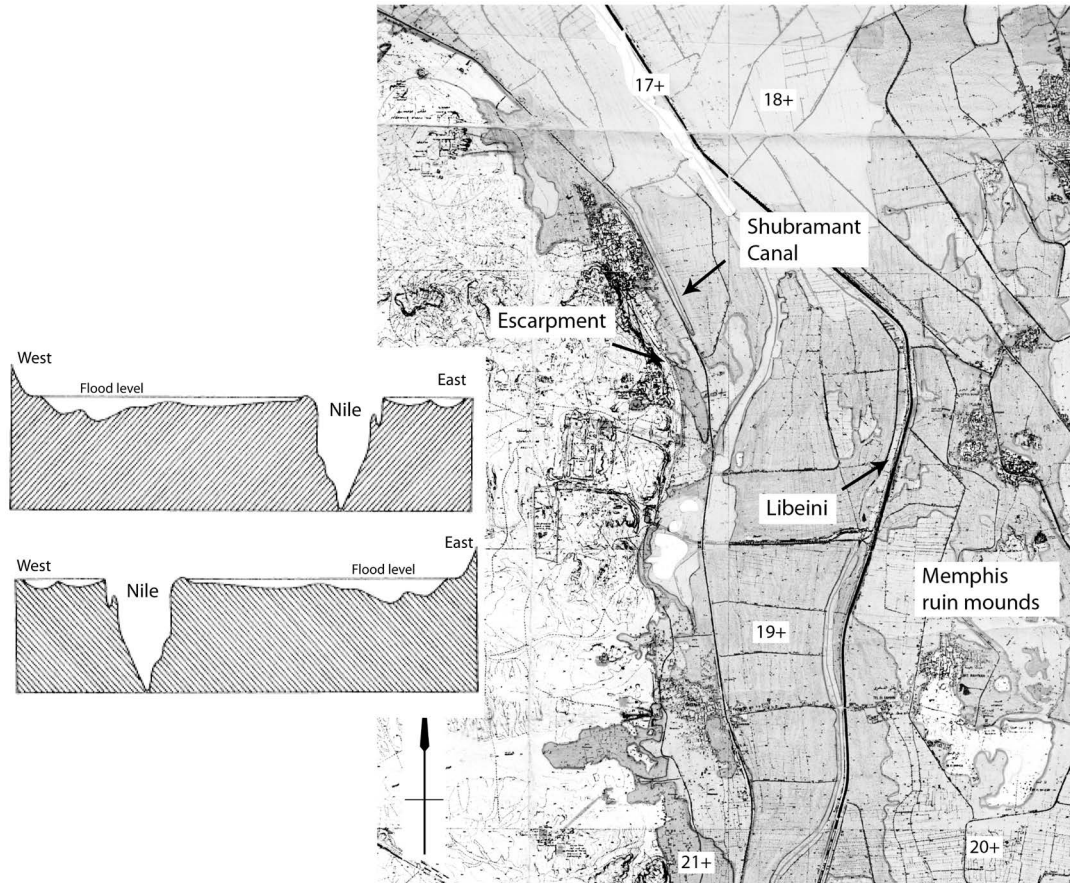 17+
18+
Shubramant
Canal
Escarpment
West
Flood level
East
Nile
Libeini
West
East
Flood level
Nile
Memphis
ruin mounds
19+
20+
21+